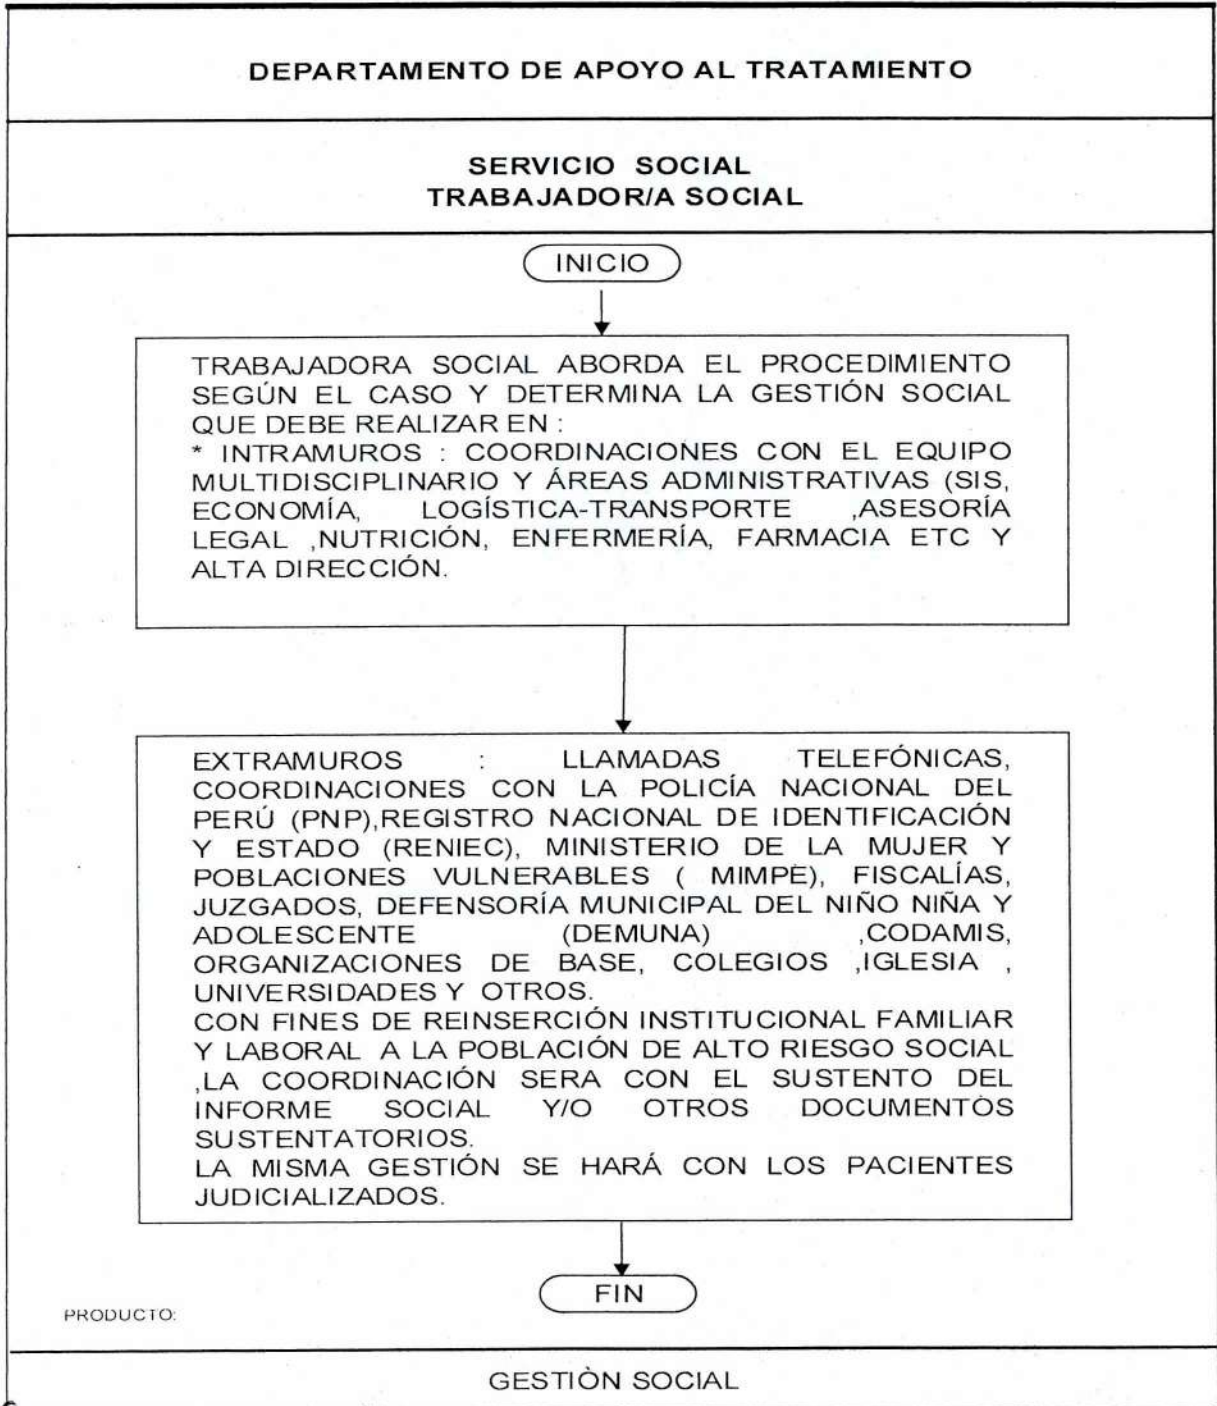 DEPARTAMENTO DE APOYO AL TRATAMIENTO
SERVICIO SOCIAL
TRABAJADOR/A SOCIAL
INICIO
TRABAJADORA SOCIAL ABORDA EL PROCEDIMIENTO
SEGÚN EL CASO Y DETERMINA LA GESTIÓN SOCIAL
QUE DEBE REALIZAR EN :
* INTRAMUROS : COORDINACIONES CON EL EQUIPO
MULTIDISCIPLINARIO Y ÁREAS ADMINISTRATIVAS (SIS,
ECONOMÍA, LOGÍSTICA-TRANSPORTE ,ASESORÍA
LEGAL ,NUTRICIÓN, ENFERMERÍA, FARMACIA ETC Y
ALTA DIRECCIÓN.
EXTRAMUROS : LLAMADAS TELEFÓNICAS,
COORDINACIONES CON LA POLICÍA NACIONAL DEL
PERÚ (PNP),REGISTRO NACIONAL DE IDENTIFICACIÓN
Y ESTADO (RENIEC), MINISTERIO DE LA MUJER Y
POBLACIONES VULNERABLES ( MIMPE), FISCALÍAS,
JUZGADOS, DEFENSORÍA MUNICIPAL DEL NIÑO NIÑA Y
ADOLESCENTE (DEMUNA) ,CODAMIS,
ORGANIZACIONES DE BASE, COLEGIOS ,IGLESIA ,
UNIVERSIDADES Y OTROS.
CON FINES DE REINSERCIÓN INSTITUCIONAL FAMILIAR
Y LABORAL A LA POBLACIÓN DE ALTO RIESGO SOCIAL
,LA COORDINACIÓN SERA CON EL SUSTENTO DEL
INFORME SOCIAL Y/O OTROS DOCUMENTOS
SUSTENTATORIOS.
LA MISMA GESTIÓN SE HARÁ CON LOS PACIENTES
JUDICIALIZADOS.
FIN
PRODUCTO:
GESTIÒN SOCIAL